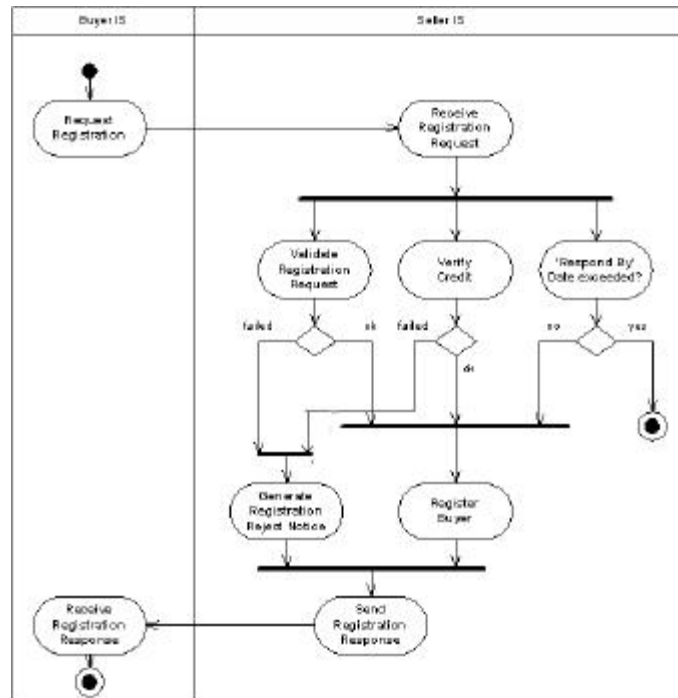 Buyer IS
Seller IS
Request
Registration
Receive
Registration
Request
Validate
Registration
Request
Verify
Credit
'Respond By'
Date exceeded?
failed
ok
failed
ok
no
yes
Generate
Registration
Reject Notice
Register
Buyer
Receive
Registration
Response
Send
Registration
Response